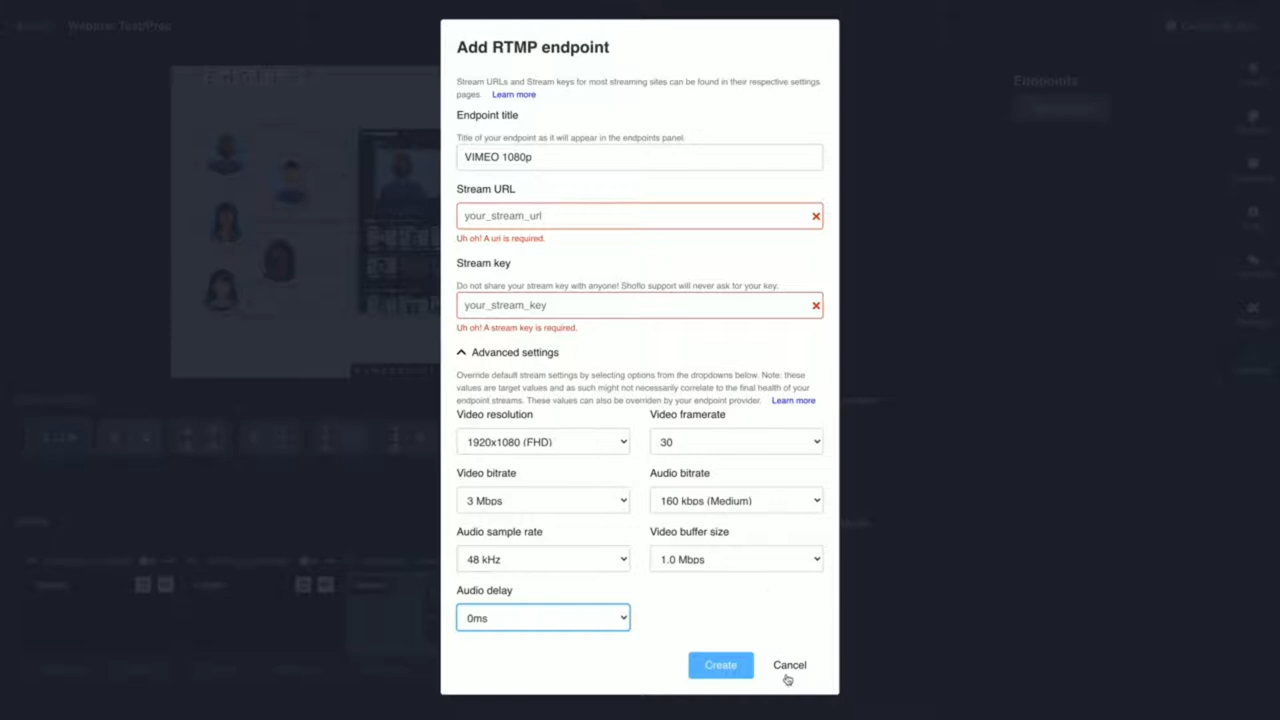 Webinar Test/Prep
Add RTMP endpoint
Stream URLs and Stream keys for most streaming sites can be found in their respective settings
pages. Learn more
Endpoint title
Title of your endpoint as it will appear in the endpoints panel
VIMEO 1080p
Stream URL
your_stream_url
Uh oh! A url is required.
Stream key
Do not share your stream key with anyone! Shoflo support will never ask for your key.
your_stream_key
Uh oh! A stream key is required.
Advanced settings
Override default stream settings by selecting options from the dropdowns below. Note: these
values are target values and as such might not necessarily correlate to the final health of your
endpoint streams. These values can also be overriden by your endpoint provider. Learn more
Video resolution
Video framerate
1920x1080 (FHD)
30
Video bitrate
Audio bitrate
3 Mbps
160 kbps (Medium)
Audio sample rate
Video buffer size
48 kHz
1.0 Mbps
Audio delay
0ms
Create
Cancel
Endpoints